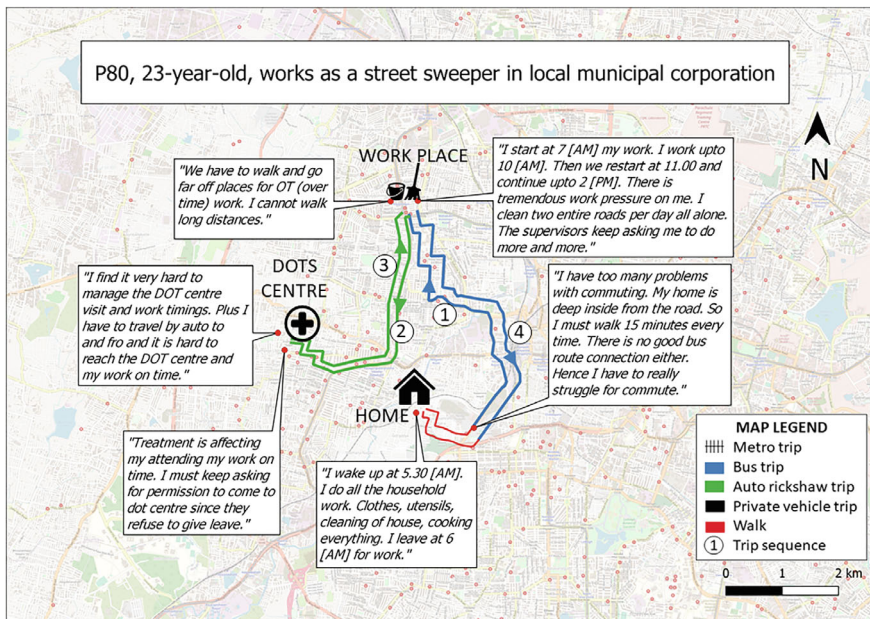 P80, 23-year-old, works as a street sweeper in local municipal corporation
N
WORK PLACE
"We have to walk and go
far off places for OT (over
time) work. I cannot walk
long distances."
"I start at 7 [AM] my work. I work upto
10 [AM]. Then we restart at 11.00 and
continue upto 2 [PM]. There is
tremendous work pressure on me. I
clean two entire roads per day all alone.
The supervisors keep asking me to do
more and more."
DOTS
CENTRE
"I find it very hard to
manage the DOT centre
visit and work timings. Plus I
have to travel by auto to
and fro and it is hard to
reach the DOT centre and
my work on time."
3
2
1
4
"I have too many problems
with commuting. My home is
deep inside from the road. So
I must walk 15 minutes every
time. There is no good bus
route connection either.
Hence I have to really
struggle for commute."
HOME
"Treatment is affecting
my attending my work on
time. I must keep asking
for permission to come to
dot centre since they
refuse to give leave."
"I wake up at 5.30 [AM].
I do all the household
work. Clothes, utensils,
cleaning of house, cooking
everything. I leave at 6
[AM] for work."
MAP LEGEND
Metro trip
Bus trip
Auto rickshaw trip
Private vehicle trip
Walk
1 Trip sequence
0 1 2 km